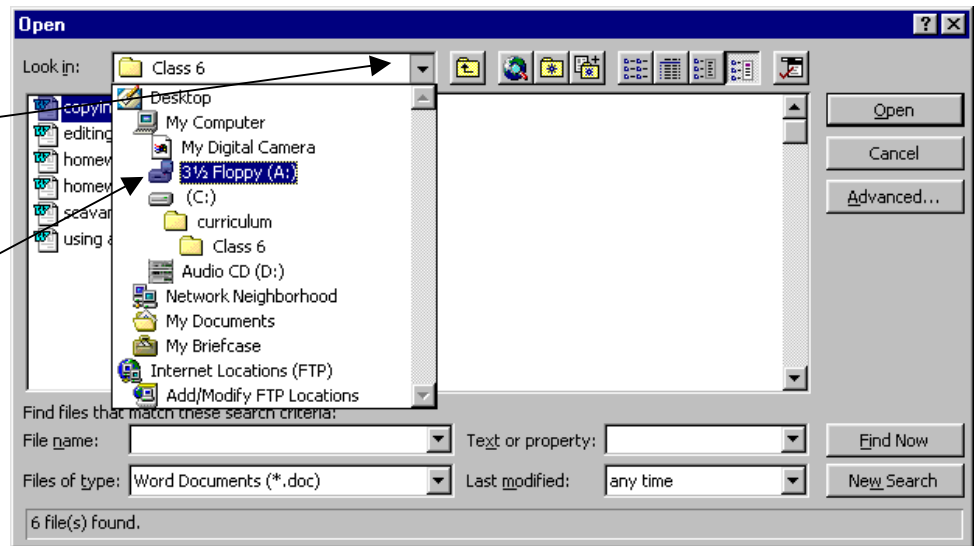 Open
Look in: Class 6
Desktop
My Computer
My Digital Camera
3½ Floppy (A:)
(C:)
curriculum
Class 6
Audio CD (D:)
Network Neighborhood
My Documents
My Briefcase
Internet Locations (FTP)
Add/Modify FTP Locations
copyin
editing
homew
homew
scavar
using a
Open
Cancel
Advanced...
Find files that match these search criteria:
File name: Text or property: Find Now
Files of type: Word Documents (*.doc) Last modified: any time New Search
6 file(s) found.